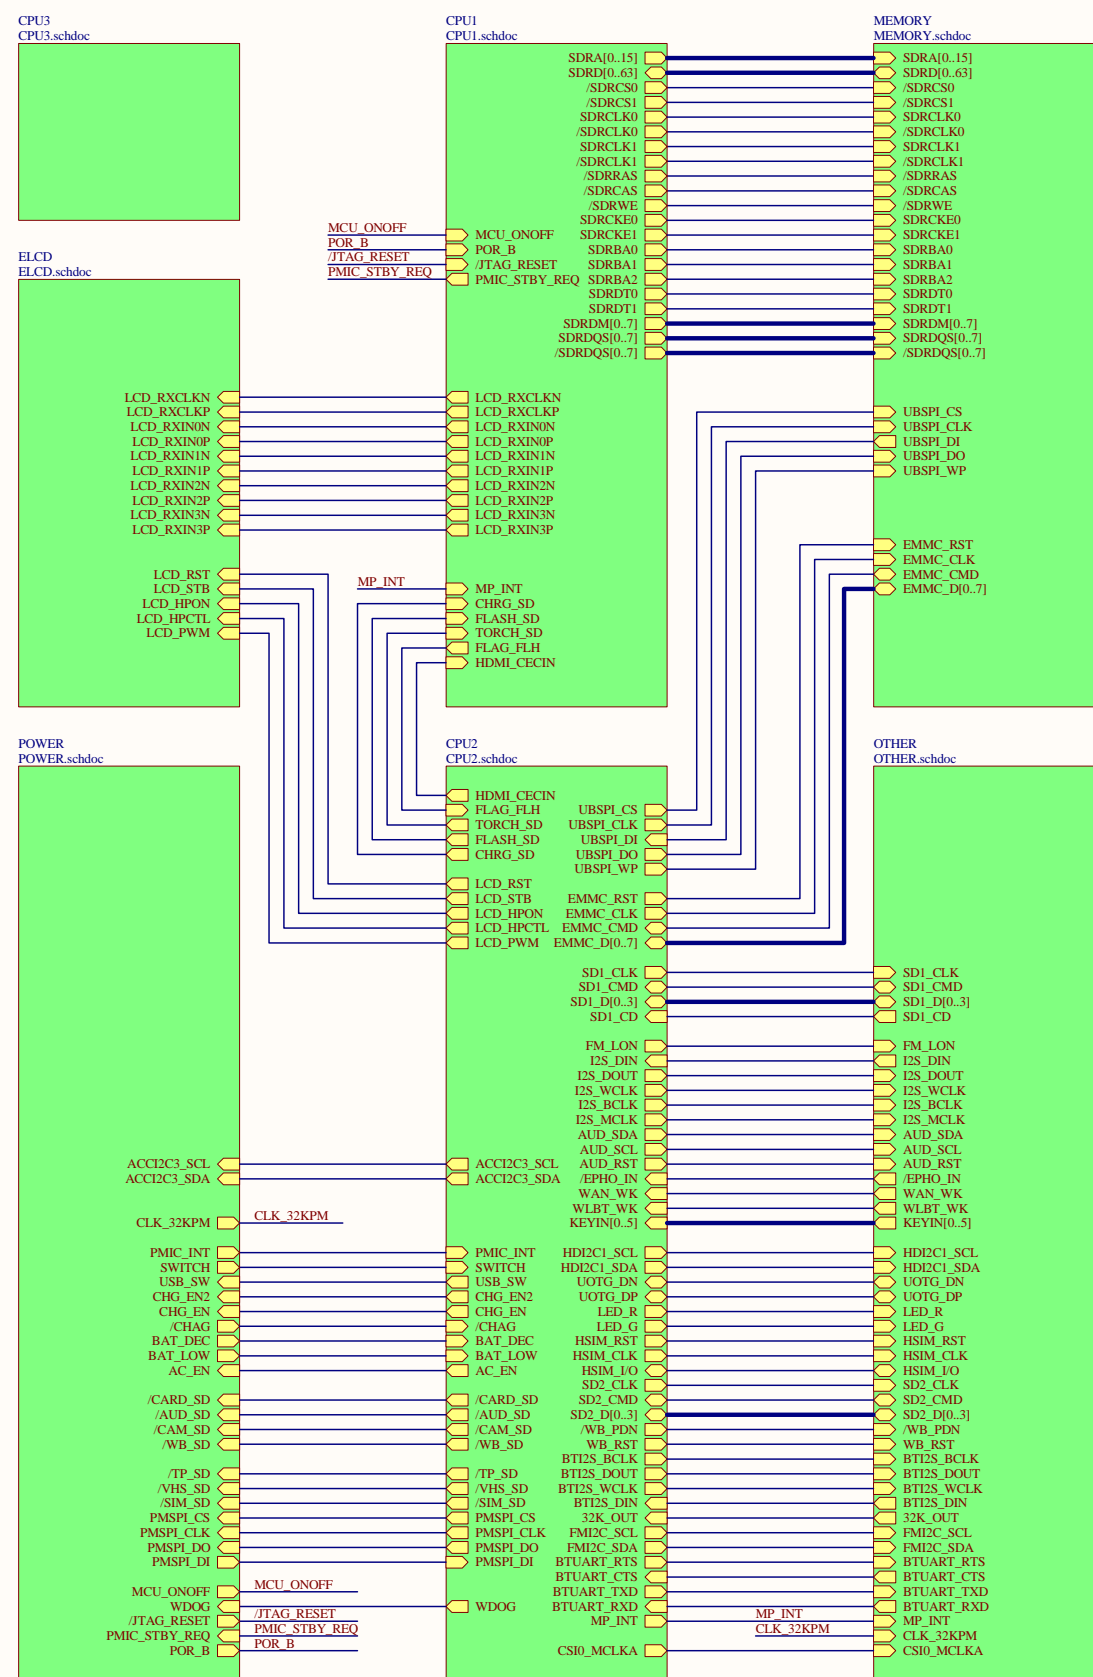 CPU3
CPU3.schdoc
CPU1
CPU1.schdoc
SDRA[0..15]
SDRD[0..63]
/SDRCS0
/SDRCS1
SDRCLK0
/SDRCLK0
SDRCLK1
/SDRCLK1
/SDRRAS
/SDRCAS
/SDRWE
SDRCKE0
SDRCKE1
SDRBA0
SDRBA1
SDRBA2
SDRDT0
SDRDT1
SDRDM[0..7]
SDRDQS[0..7]
/SDRDQS[0..7]
MCU_ONOFF
POR_B
/JTAG_RESET
PMIC_STBY_REQ
MCU_ONOFF
POR_B
/JTAG_RESET
PMIC_STBY_REQ
LCD_RXCLKN
LCD_RXCLKP
LCD_RXIN0N
LCD_RXIN0P
LCD_RXIN1N
LCD_RXIN1P
LCD_RXIN2N
LCD_RXIN2P
LCD_RXIN3N
LCD_RXIN3P
MP_INT
MP_INT
CHRG_SD
FLASH_SD
TORCH_SD
FLAG_FLH
HDMI_CECIN
MEMORY
MEMORY.schdoc
SDRA[0..15]
SDRD[0..63]
/SDRCS0
/SDRCS1
SDRCLK0
/SDRCLK0
SDRCLK1
/SDRCLK1
/SDRRAS
/SDRCAS
/SDRWE
SDRCKE0
SDRCKE1
SDRBA0
SDRBA1
SDRBA2
SDRDT0
SDRDT1
SDRDM[0..7]
SDRDQS[0..7]
/SDRDQS[0..7]
UBSPI_CS
UBSPI_CLK
UBSPI_DI
UBSPI_DO
UBSPI_WP
EMMC_RST
EMMC_CLK
EMMC_CMD
EMMC_D[0..7]
ELCD
ELCD.schdoc
LCD_RXCLKN
LCD_RXCLKP
LCD_RXIN0N
LCD_RXIN0P
LCD_RXIN1N
LCD_RXIN1P
LCD_RXIN2N
LCD_RXIN2P
LCD_RXIN3N
LCD_RXIN3P
LCD_RST
LCD_STB
LCD_HPON
LCD_HPCTL
LCD_PWM
POWER
POWER.schdoc
ACCI2C3_SCL
ACCI2C3_SDA
CLK_32KPM
CLK_32KPM
PMIC_INT
SWITCH
USB_SW
CHG_EN2
CHG_EN
/CHAG
BAT_DEC
BAT_LOW
AC_EN
/CARD_SD
/AUD_SD
/CAM_SD
/WB_SD
/TP_SD
/VHS_SD
/SIM_SD
PMSPI_CS
PMSPI_CLK
PMSPI_DO
PMSPI_DI
MCU_ONOFF
MCU_ONOFF
WDOG
/JTAG_RESET
/JTAG_RESET
PMIC_STBY_REQ
PMIC_STBY_REQ
POR_B
POR_B
CPU2
CPU2.schdoc
HDMI_CECIN
FLAG_FLH
TORCH_SD
FLASH_SD
CHRG_SD
LCD_RST
LCD_STB
LCD_HPON
LCD_HPCTL
LCD_PWM
ACCI2C3_SCL
ACCI2C3_SDA
PMIC_INT
SWITCH
USB_SW
CHG_EN2
CHG_EN
/CHAG
BAT_DEC
BAT_LOW
AC_EN
/CARD_SD
/AUD_SD
/CAM_SD
/WB_SD
/TP_SD
/VHS_SD
/SIM_SD
PMSPI_CS
PMSPI_CLK
PMSPI_DO
PMSPI_DI
WDOG
UBSPI_CS
UBSPI_CLK
UBSPI_DI
UBSPI_DO
UBSPI_WP
EMMC_RST
EMMC_CLK
EMMC_CMD
EMMC_D[0..7]
SD1_CLK
SD1_CMD
SD1_D[0..3]
SD1_CD
FM_LON
I2S_DIN
I2S_DOUT
I2S_WCLK
I2S_BCLK
I2S_MCLK
AUD_SDA
AUD_SCL
AUD_RST
/EPHO_IN
WAN_WK
WLBT_WK
KEYIN[0..5]
HDI2C1_SCL
HDI2C1_SDA
UOTG_DN
UOTG_DP
LED_R
LED_G
HSIM_RST
HSIM_CLK
HSIM_I/O
SD2_CLK
SD2_CMD
SD2_D[0..3]
/WB_PDN
WB_RST
BTI2S_BCLK
BTI2S_DOUT
BTI2S_WCLK
BTI2S_DIN
32K_OUT
FMI2C_SCL
FMI2C_SDA
BTUART_RTS
BTUART_CTS
BTUART_TXD
BTUART_RXD
MP_INT
CSI0_MCLKA
MP_INT
CLK_32KPM
OTHER
OTHER.schdoc
SD1_CLK
SD1_CMD
SD1_D[0..3]
SD1_CD
FM_LON
I2S_DIN
I2S_DOUT
I2S_WCLK
I2S_BCLK
I2S_MCLK
AUD_SDA
AUD_SCL
AUD_RST
/EPHO_IN
WAN_WK
WLBT_WK
KEYIN[0..5]
HDI2C1_SCL
HDI2C1_SDA
UOTG_DN
UOTG_DP
LED_R
LED_G
HSIM_RST
HSIM_CLK
HSIM_I/O
SD2_CLK
SD2_CMD
SD2_D[0..3]
/WB_PDN
WB_RST
BTI2S_BCLK
BTI2S_DOUT
BTI2S_WCLK
BTI2S_DIN
32K_OUT
FMI2C_SCL
FMI2C_SDA
BTUART_RTS
BTUART_CTS
BTUART_TXD
BTUART_RXD
MP_INT
CLK_32KPM
CSI0_MCLKA